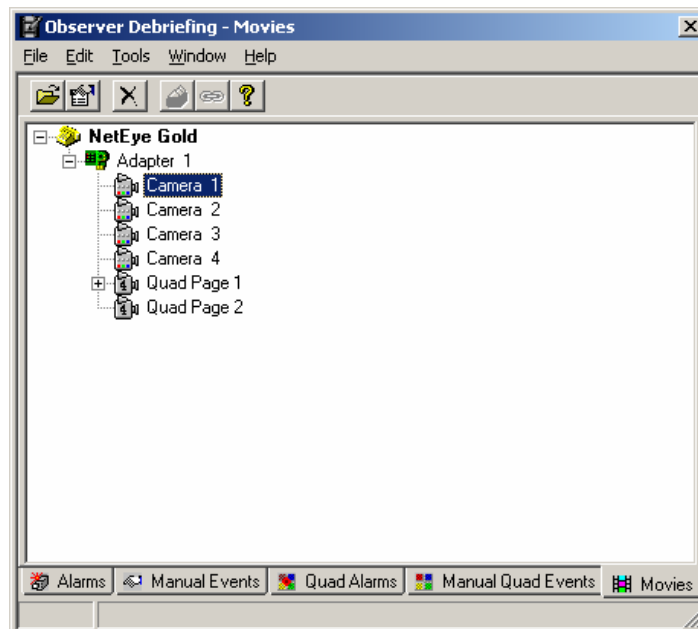 Observer Debriefing - Movies
File Edit Tools Window Help
NetEye Gold
Adapter 1
Camera 1
Camera 2
Camera 3
Camera 4
Quad Page 1
Quad Page 2
Alarms Manual Events Quad Alarms Manual Quad Events Movies